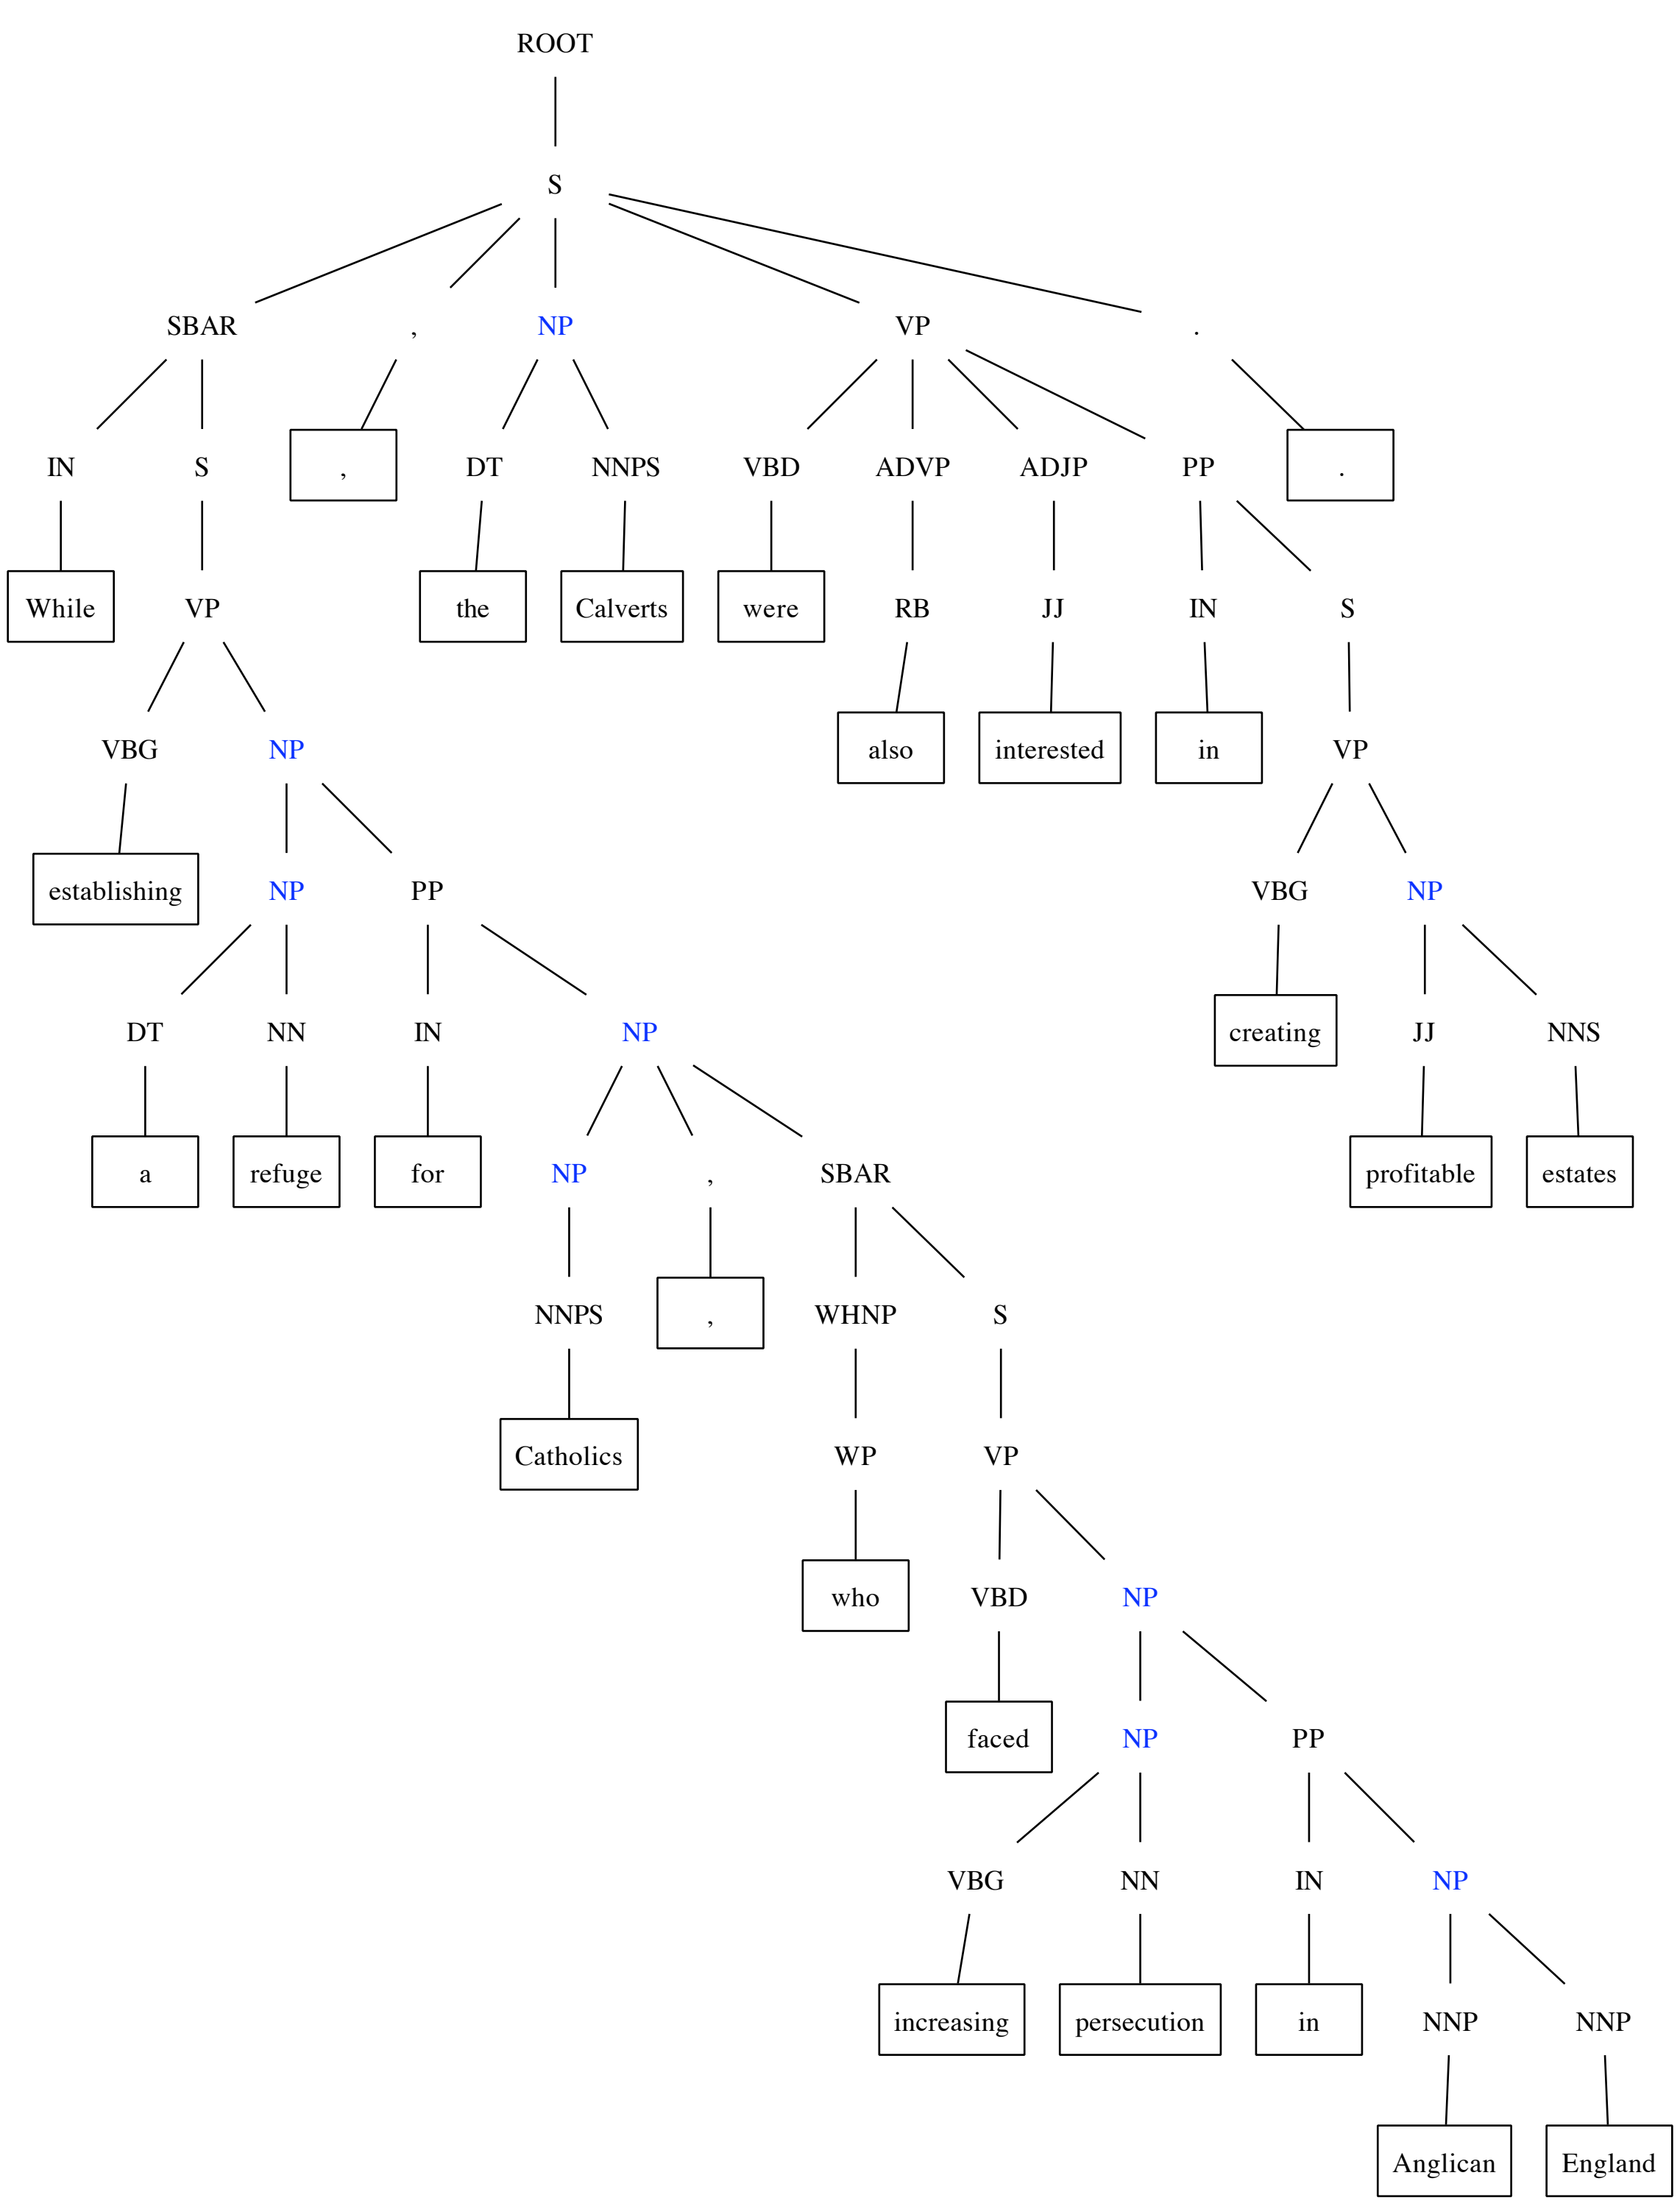 ROOT
S
SBAR , NP VP .
IN S , DT NNPS VBD ADVP ADJP PP .
While VP the Calverts were RB JJ IN S
VBG NP also interested in VP
establishing NP PP VBG NP
DT NN IN NP creating JJ NNS
a refuge for NP , SBAR profitable estates
NNPS , WHNP S
Catholics WP VP
who VBD NP
faced NP PP
VBG NN IN NP
increasing persecution in NNP NNP
Anglican England